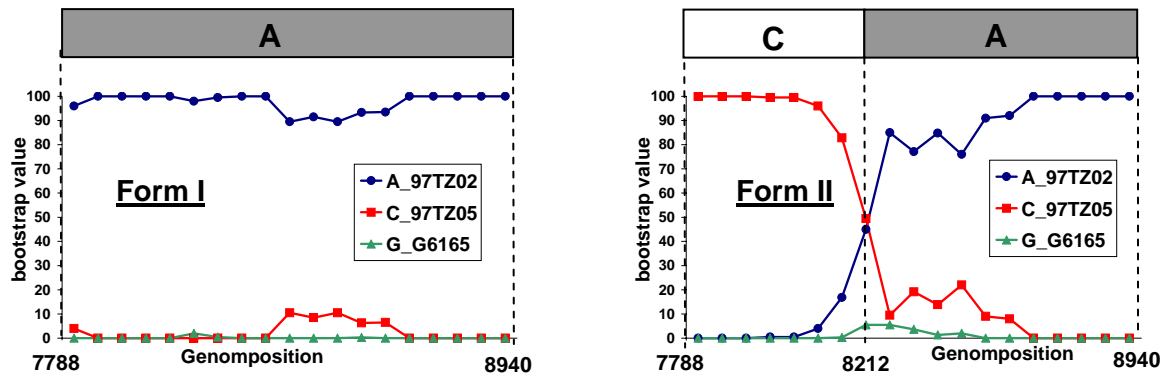 A
100
90
80
70
60
50
40
30
20
10
0
bootstrap value
Form I
A_97TZ02
C_97TZ05
G_G6165
7788
Genomposition
8940
C A
100
90
80
70
60
50
40
30
20
10
0
bootstrap value
Form II
A_97TZ02
C_97TZ05
G_G6165
7788
8212
Genomposition
8940